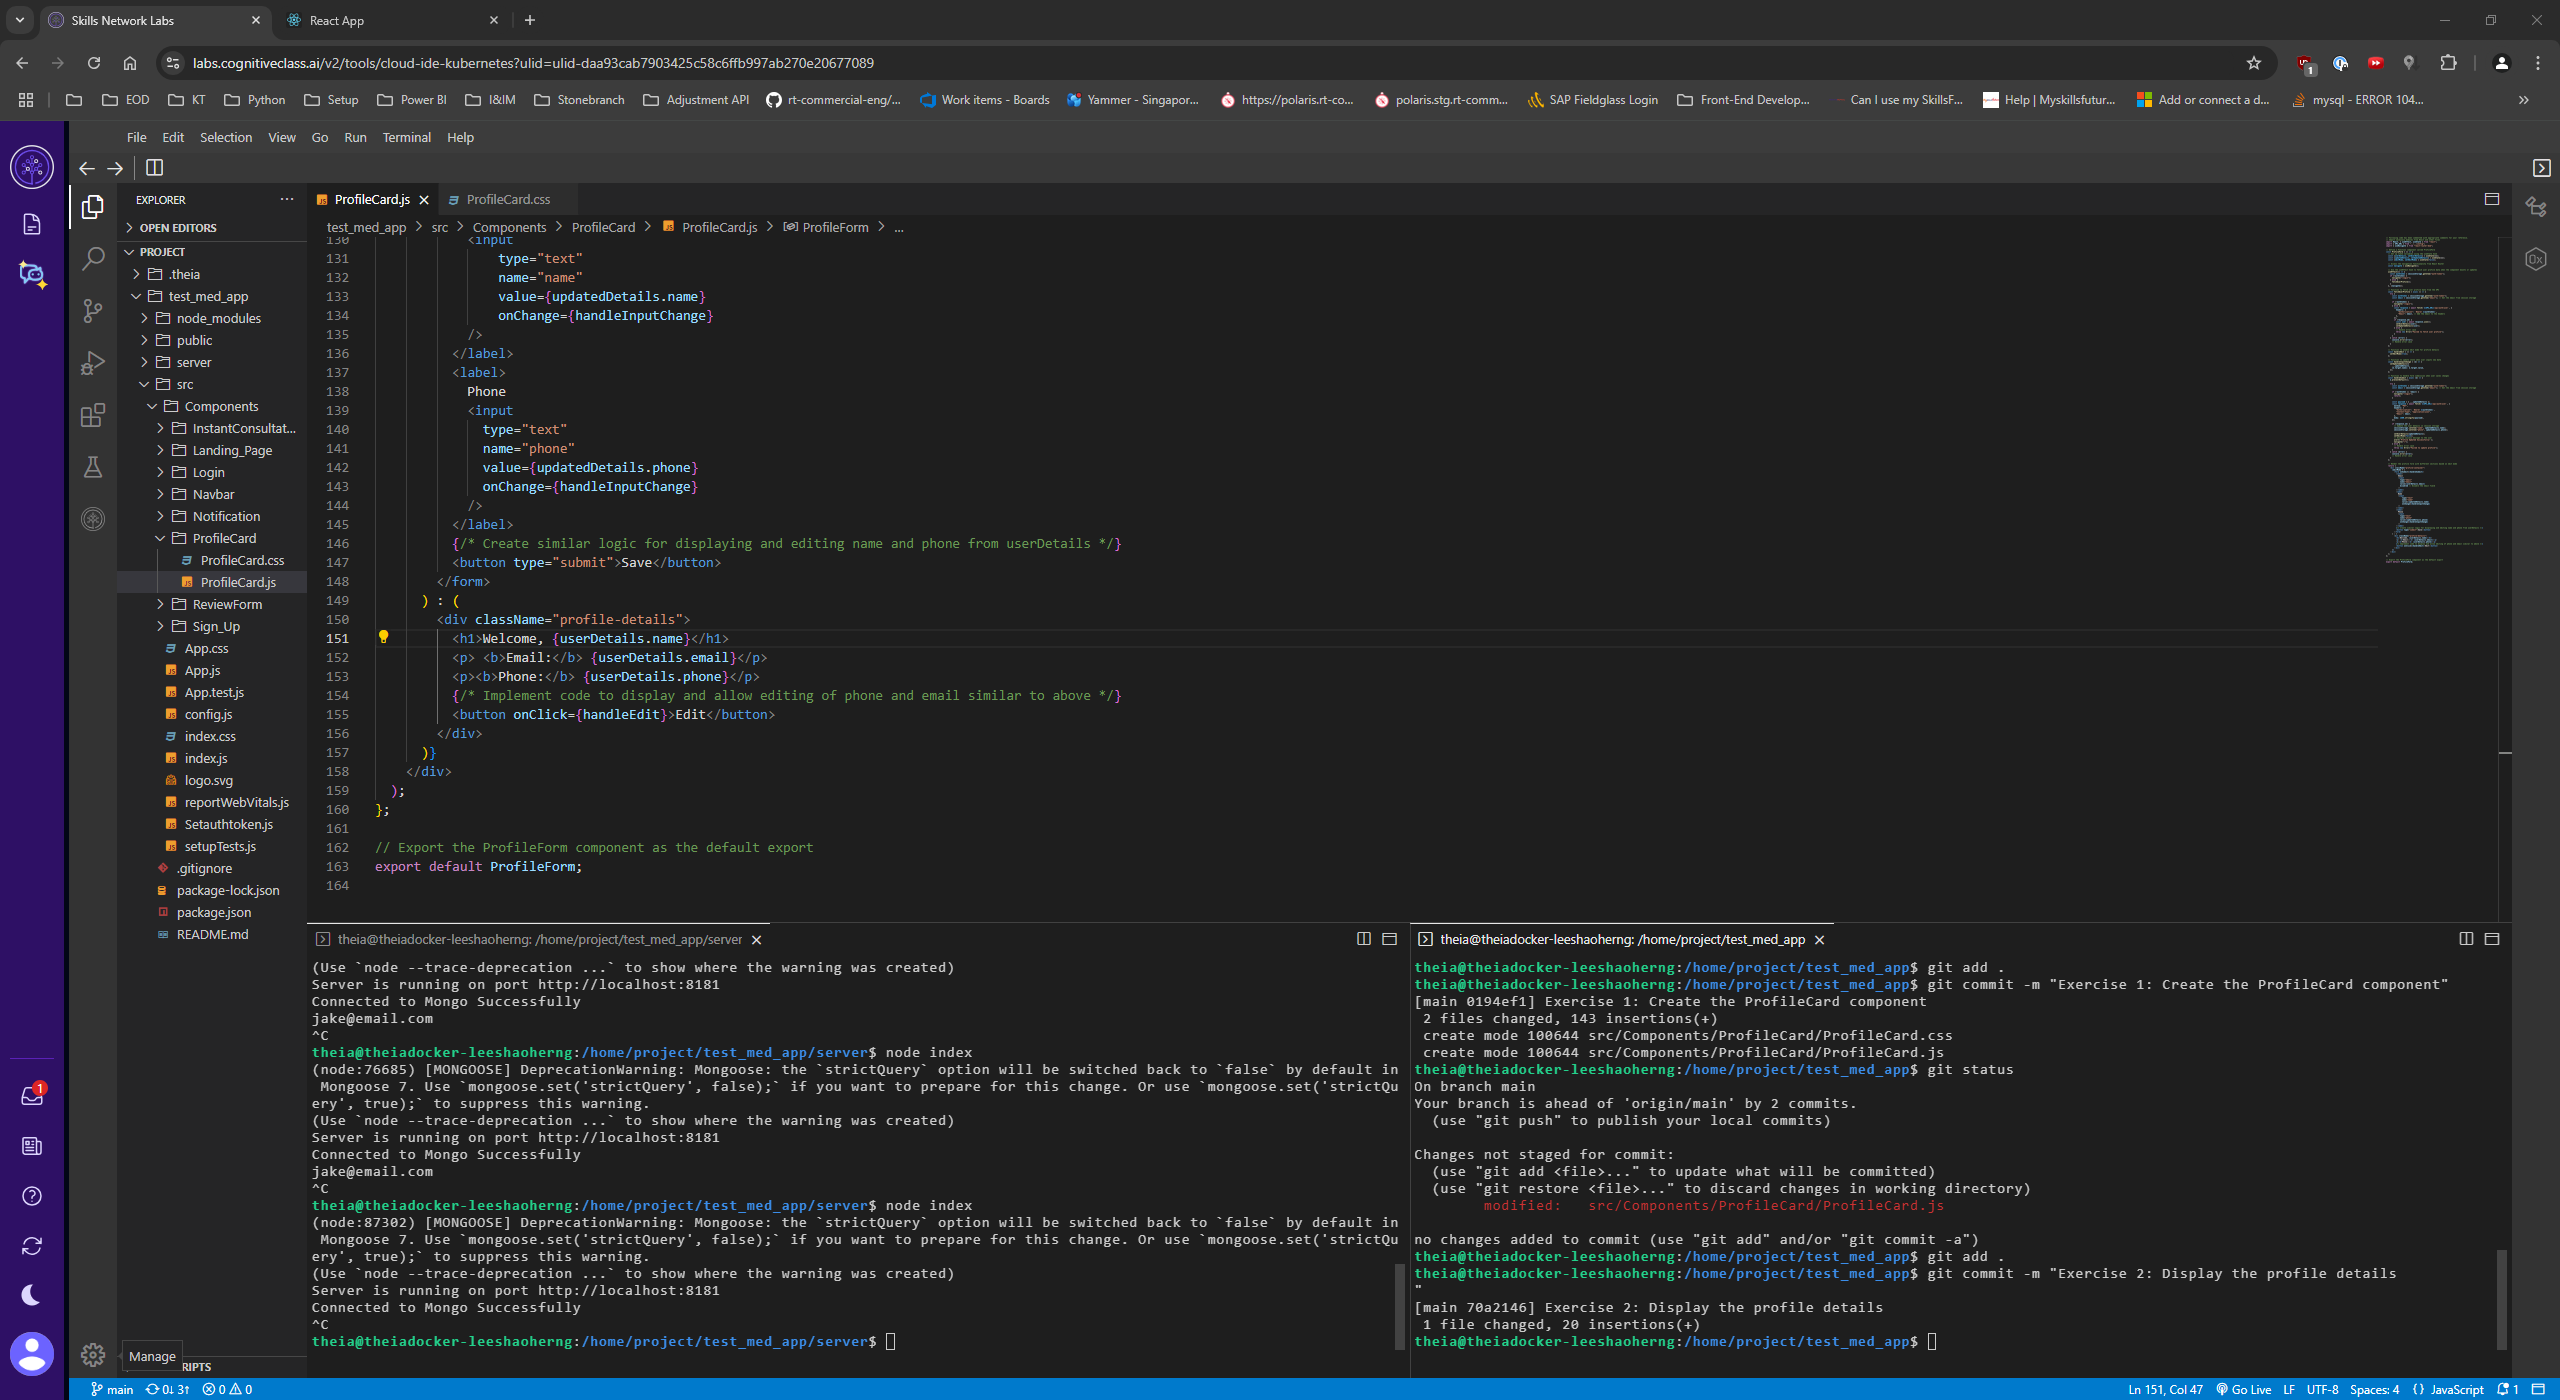 Skills Network Labs
React App
labs.cognitiveclass.ai/v2/tools/cloud-ide-kubernetes?ulid=ulid-daa93cab7903425c58c6ffb997ab270e20677089
1
EOD
KT
Python
Setup
Power BI
I&IM
Stonebranch
Adjustment API
rt-commercial-eng/...
Work items - Boards
Yammer - Singapor...
https://polaris.rt-co...
polaris.stg.rt-comm...
SAP Fieldglass Login
Front-End Develop...
Can I use my SkillsF...
Help | Myskillsfutur...
Add or connect a d...
mysql - ERROR 104...
File Edit Selection View Go Run Terminal Help
EXPLORER
OPEN EDITORS
PROJECT
.theia
test_med_app
node_modules
public
server
src
Components
InstantConsultat...
Landing_Page
Login
Navbar
Notification
ProfileCard
ProfileCard.css
ProfileCard.js
ReviewForm
Sign_Up
App.css
App.js
App.test.js
config.js
index.css
index.js
logo.svg
reportWebVitals.js
Setauthtoken.js
setupTests.js
.gitignore
package-lock.json
package.json
README.md
Manage
RIPTS
ProfileCard.js
ProfileCard.css
test_med_app > src > Components > ProfileCard > ProfileCard.js > ProfileForm > ...
130 <input
131 type="text"
132 name="name"
133 value={updatedDetails.name}
134 onChange={handleInputChange}
135 />
136 </label>
137 <label>
138 Phone
139 <input
140 type="text"
141 name="phone"
142 value={updatedDetails.phone}
143 onChange={handleInputChange}
144 />
145 </label>
146 {/* Create similar logic for displaying and editing name and phone from userDetails */}
147 <button type="submit">Save</button>
148 </form>
149 ) : (
150 <div className="profile-details">
151 <h1>Welcome, {userDetails.name}</h1>
152 <p> <b>Email:</b> {userDetails.email}</p>
153 <p><b>Phone:</b> {userDetails.phone}</p>
154 {/* Implement code to display and allow editing of phone and email similar to above */}
155 <button onClick={handleEdit}>Edit</button>
156 </div>
157 )}
158 </div>
159 );
160 };
161
162 // Export the ProfileForm component as the default export
163 export default ProfileForm;
164
theia@theiadocker-leeshaoherng: /home/project/test_med_app/server
(Use `node --trace-deprecation ...` to show where the warning was created)
Server is running on port http://localhost:8181
Connected to Mongo Successfully
jake@email.com
^C
theia@theiadocker-leeshaoherng:/home/project/test_med_app/server$ node index
(node:76685) [MONGOOSE] DeprecationWarning: Mongoose: the `strictQuery` option will be switched back to `false` by default in
Mongoose 7. Use `mongoose.set('strictQuery', false);` if you want to prepare for this change. Or use `mongoose.set('strictQu
ery', true);` to suppress this warning.
(Use `node --trace-deprecation ...` to show where the warning was created)
Server is running on port http://localhost:8181
Connected to Mongo Successfully
jake@email.com
^C
theia@theiadocker-leeshaoherng:/home/project/test_med_app/server$ node index
(node:87302) [MONGOOSE] DeprecationWarning: Mongoose: the `strictQuery` option will be switched back to `false` by default in
Mongoose 7. Use `mongoose.set('strictQuery', false);` if you want to prepare for this change. Or use `mongoose.set('strictQu
ery', true);` to suppress this warning.
(Use `node --trace-deprecation ...` to show where the warning was created)
Server is running on port http://localhost:8181
Connected to Mongo Successfully
^C
theia@theiadocker-leeshaoherng:/home/project/test_med_app/server$
theia@theiadocker-leeshaoherng: /home/project/test_med_app
theia@theiadocker-leeshaoherng:/home/project/test_med_app$ git add .
theia@theiadocker-leeshaoherng:/home/project/test_med_app$ git commit -m "Exercise 1: Create the ProfileCard component"
[main 0194ef1] Exercise 1: Create the ProfileCard component
2 files changed, 143 insertions(+)
create mode 100644 src/Components/ProfileCard/ProfileCard.css
create mode 100644 src/Components/ProfileCard/ProfileCard.js
theia@theiadocker-leeshaoherng:/home/project/test_med_app$ git status
On branch main
Your branch is ahead of 'origin/main' by 2 commits.
(use "git push" to publish your local commits)
Changes not staged for commit:
(use "git add <file>..." to update what will be committed)
(use "git restore <file>..." to discard changes in working directory)
modified: src/Components/ProfileCard/ProfileCard.js
no changes added to commit (use "git add" and/or "git commit -a")
theia@theiadocker-leeshaoherng:/home/project/test_med_app$ git add .
theia@theiadocker-leeshaoherng:/home/project/test_med_app$ git commit -m "Exercise 2: Display the profile details
"
[main 70a2146] Exercise 2: Display the profile details
1 file changed, 20 insertions(+)
theia@theiadocker-leeshaoherng:/home/project/test_med_app$
1
main 0↓ 3↑ 0 0
Ln 151, Col 47 Go Live LF UTF-8 Spaces: 4 JavaScript 1